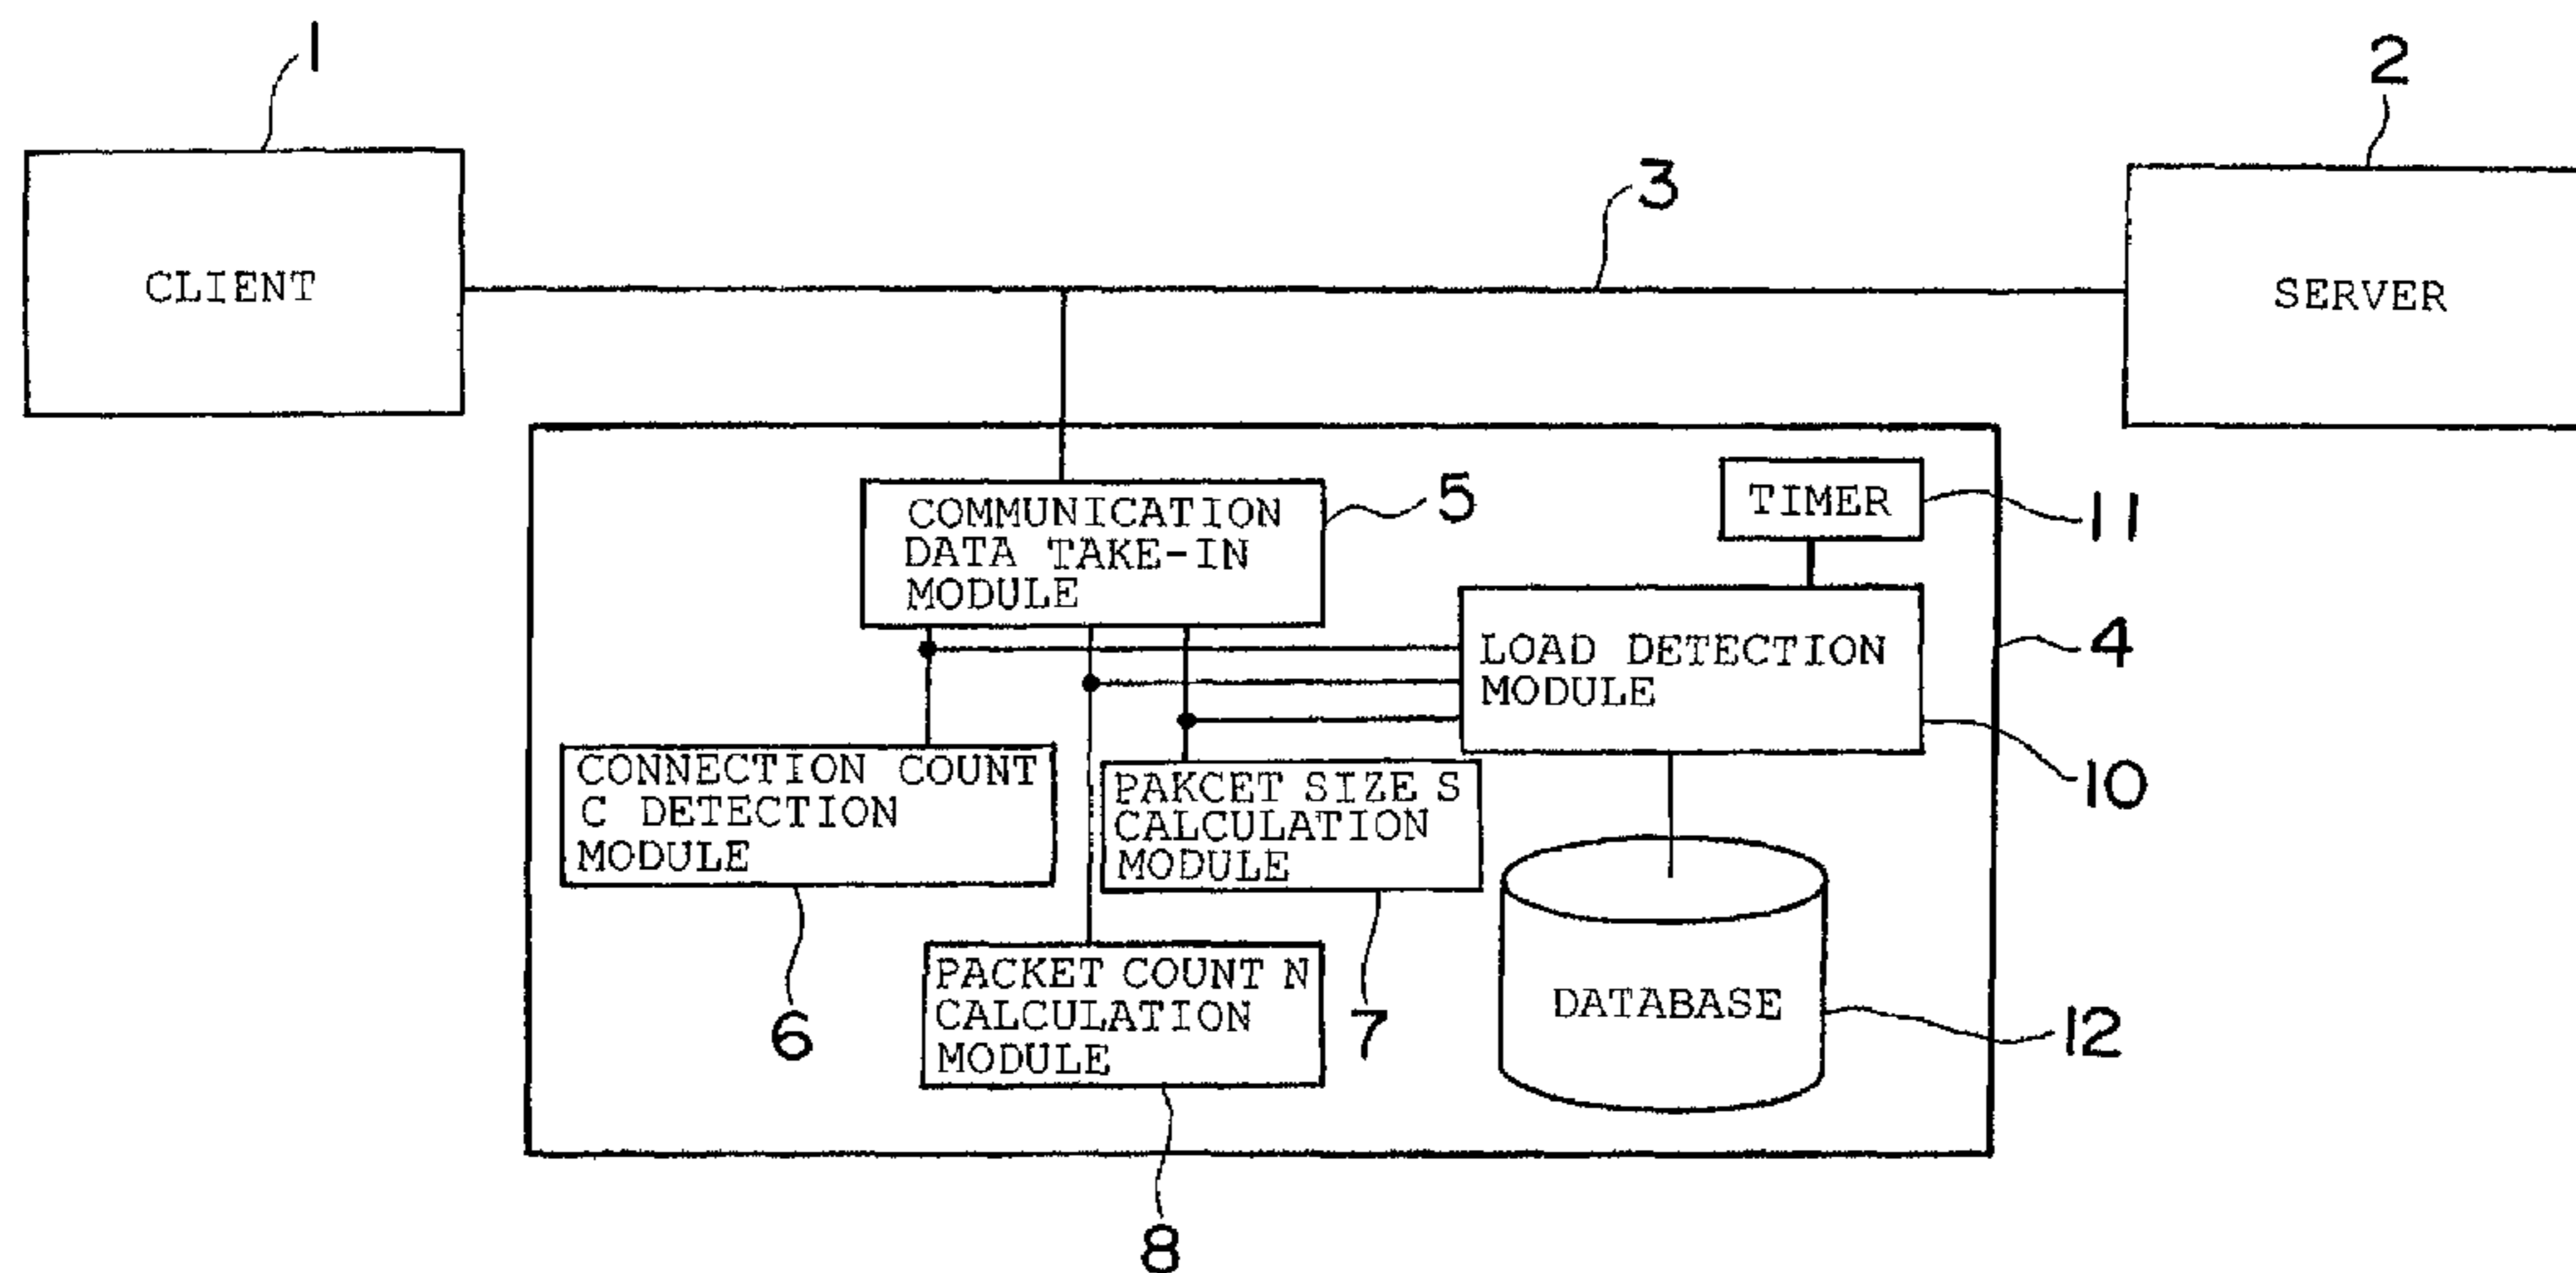 1
2
3
CLIENT
SERVER
COMMUNICATION
DATA TAKE-IN
MODULE
5
TIMER
11
LOAD DETECTION
MODULE
4
10
CONNECTION COUNT
C DETECTION
MODULE
6
PAKCET SIZE S
CALCULATION
MODULE
7
PACKET COUNT N
CALCULATION
MODULE
8
DATABASE
12